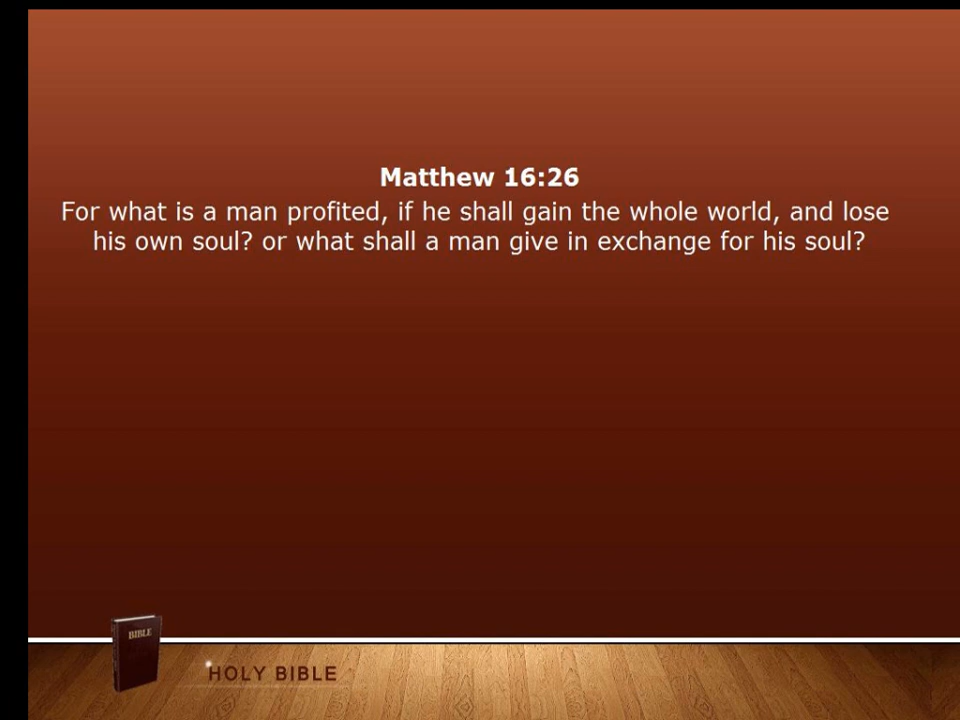 Matthew 16:26
For what is a man profited, if he shall gain the whole world, and lose
his own soul? or what shall a man give in exchange for his soul?
BIBLE
HOLY BIBLE